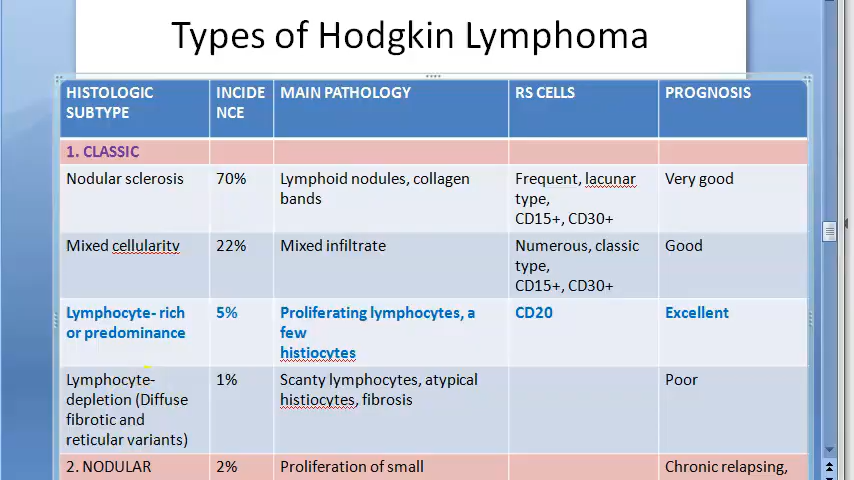 Types of Hodgkin Lymphoma
HISTOLOGIC SUBTYPE INCIDE NCE MAIN PATHOLOGY RS CELLS PROGNOSIS
1. CLASSIC
Nodular sclerosis 70% Lymphoid nodules, collagen bands Frequent, lacunar type, CD15+, CD30+ Very good
Mixed cellularity 22% Mixed infiltrate Numerous, classic type, CD15+, CD30+ Good
Lymphocyte- rich or predominance 5% Proliferating lymphocytes, a few histiocytes CD20 Excellent
Lymphocyte- depletion (Diffuse fibrotic and reticular variants) 1% Scanty lymphocytes, atypical histiocytes, fibrosis Poor
2. NODULAR 2% Proliferation of small Chronic relapsing,